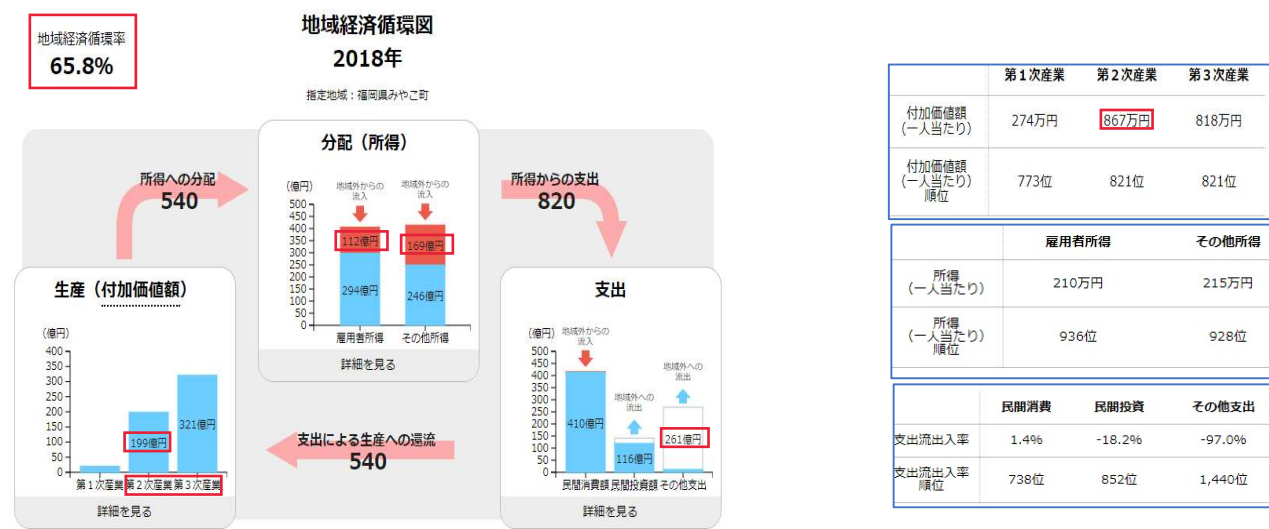 地域経済循環率
65.8%
地域経済循環図
2018年
指定地域：福岡県みやこ町
所得への分配
540
分配（所得）
（億円）
地域外からの
流入
地域外からの
流入
500
450
400
350
300
250
200
150
100
50
0
112億円
169億円
294億円
246億円
雇用者所得
その他所得
詳細を見る
所得からの支出
820
生産（付加価値額）
（億円）
400
350
300
250
200
150
100
50
0
199億円
321億円
第１次産業
第２次産業
第３次産業
詳細を見る
支出による生産への還流
540
支出
（億円）
地域外からの
流入
地域外への
流出
地域外への
流出
500
450
400
350
300
250
200
150
100
50
0
410億円
116億円
261億円
民間消費額
民間投資額
その他支出
詳細を見る
第１次産業 第２次産業 第３次産業
付加価値額
（一人当たり）
274万円 867万円 818万円
付加価値額
（一人当たり）
順位
773位 821位 821位
雇用者所得 その他所得
所得
（一人当たり）
210万円 215万円
所得
（一人当たり）
順位
936位 928位
民間消費 民間投資 その他支出
支出流出入率 1.4% -18.2% -97.0%
支出流出入率
順位
738位 852位 1,440位